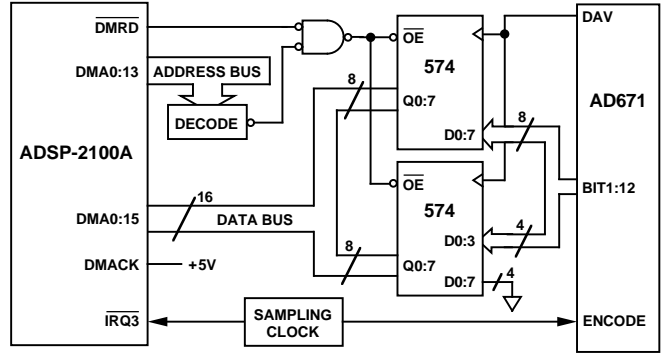 ADSP-2100A
DMRD
DMA0:13
ADDRESS BUS
DECODE
DMA0:15
16
DATA BUS
DMACK
+5V
IRQ3
SAMPLING
CLOCK
OE
574
8
Q0:7
D0:7
8
OE
574
D0:3
4
8
Q0:7
D0:7
4
DAV
AD671
BIT1:12
ENCODE